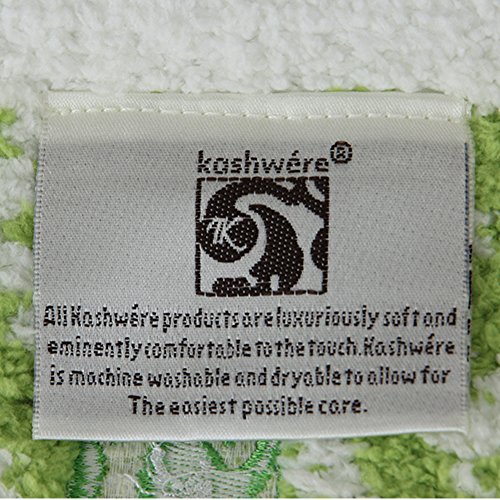 kashwére®
K
All Kashwére products are luxuriously soft and
eminently comfortable to the touch. Kashwére
is machine washable and dryable to allow for
The easiest possible care.